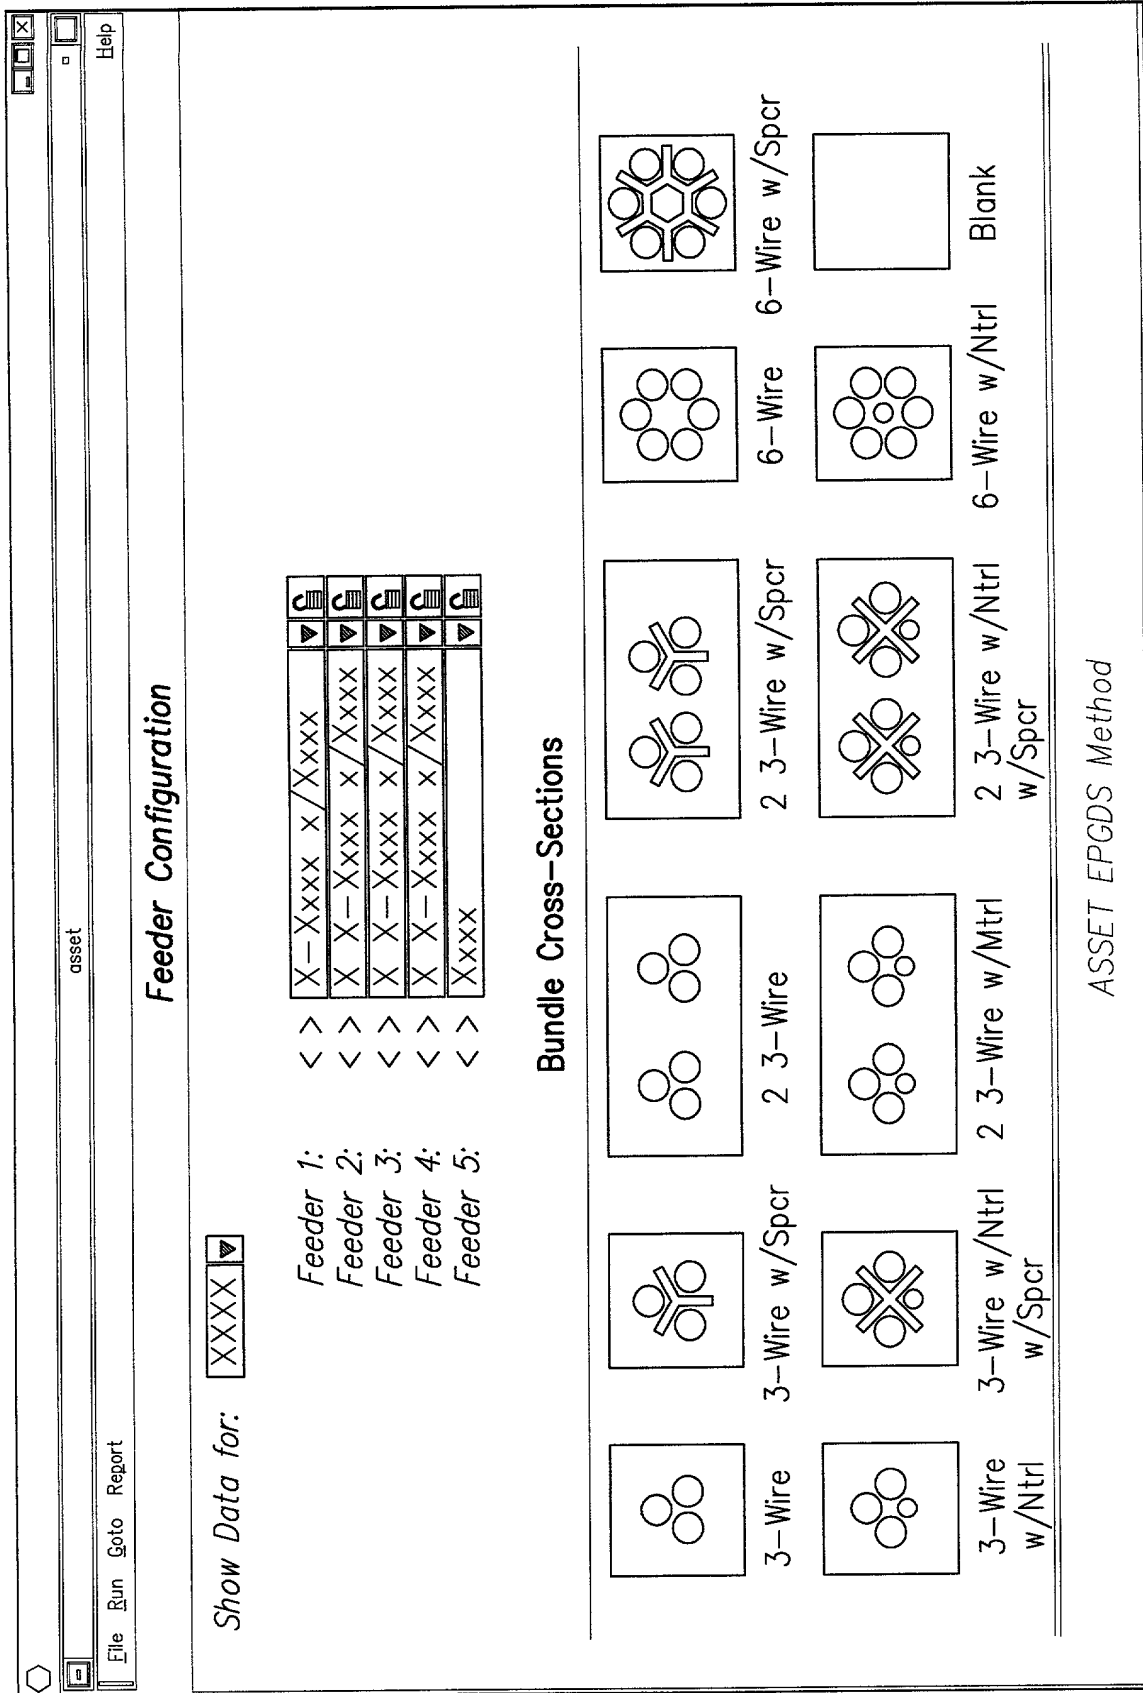 asset
File Run Goto Report Help
Feeder Configuration
Show Data for: XXXX
Feeder 1: < > X-Xxxx x/Xxxx
Feeder 2: < > X X-Xxxx x/Xxxx
Feeder 3: < > X X-Xxxx x/Xxxx
Feeder 4: < > X X-Xxxx x/Xxxx
Feeder 5: < > Xxxx
Bundle Cross-Sections
3-Wire
3-Wire w/Spcr
2 3-Wire
2 3-Wire w/Spcr
6-Wire
6-Wire w/Spcr
3-Wire
w/Ntrl
3-Wire w/Ntrl
w/Spcr
2 3-Wire w/Mtrl
2 3-Wire w/Ntrl
w/Spcr
6-Wire w/Ntrl
Blank
ASSET EPGDS Method